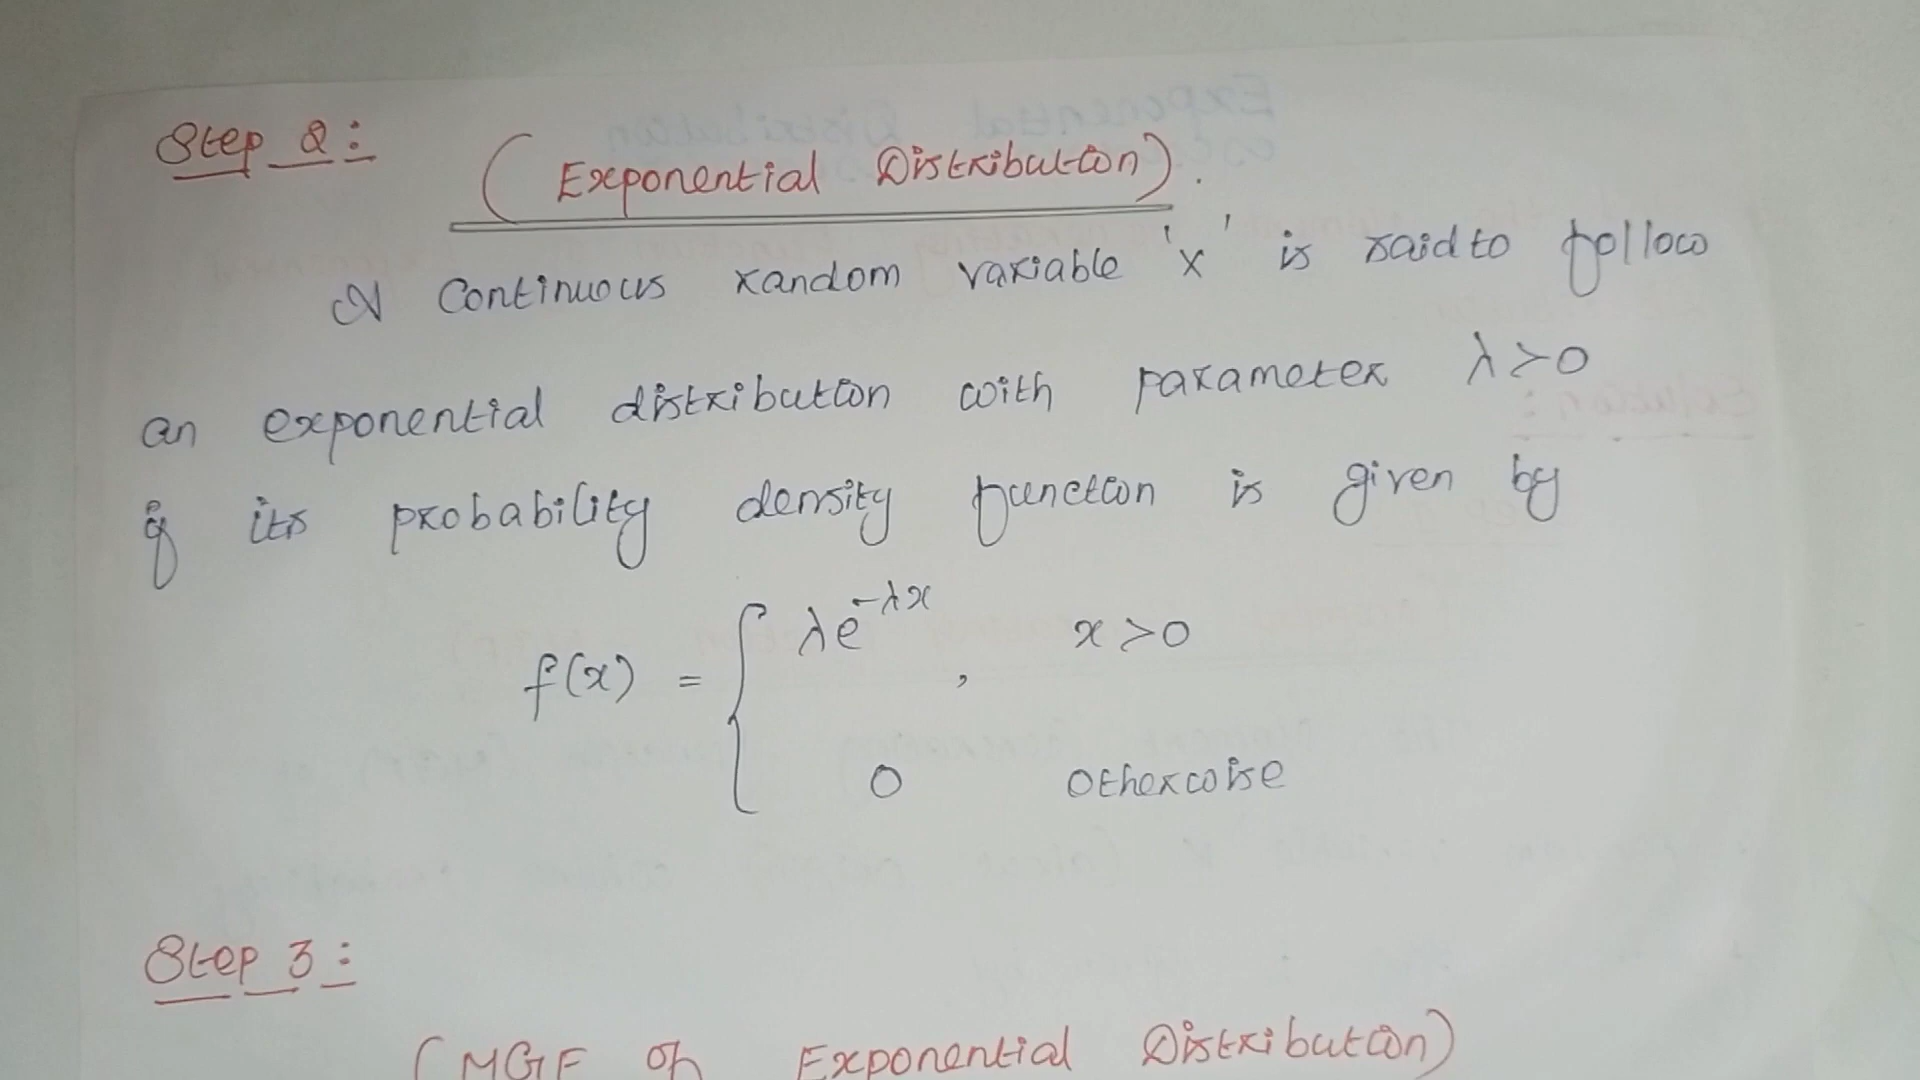 Step 2:
(Exponential Distribution).
A Continuous random variable 'x' is said to follow
an exponential distribution with parameter λ>0
if its probability density function is given by
f(x) = { λe^{-λx} , x>0
0 otherwise
Step 3:
(MGF of Exponential Distribution)